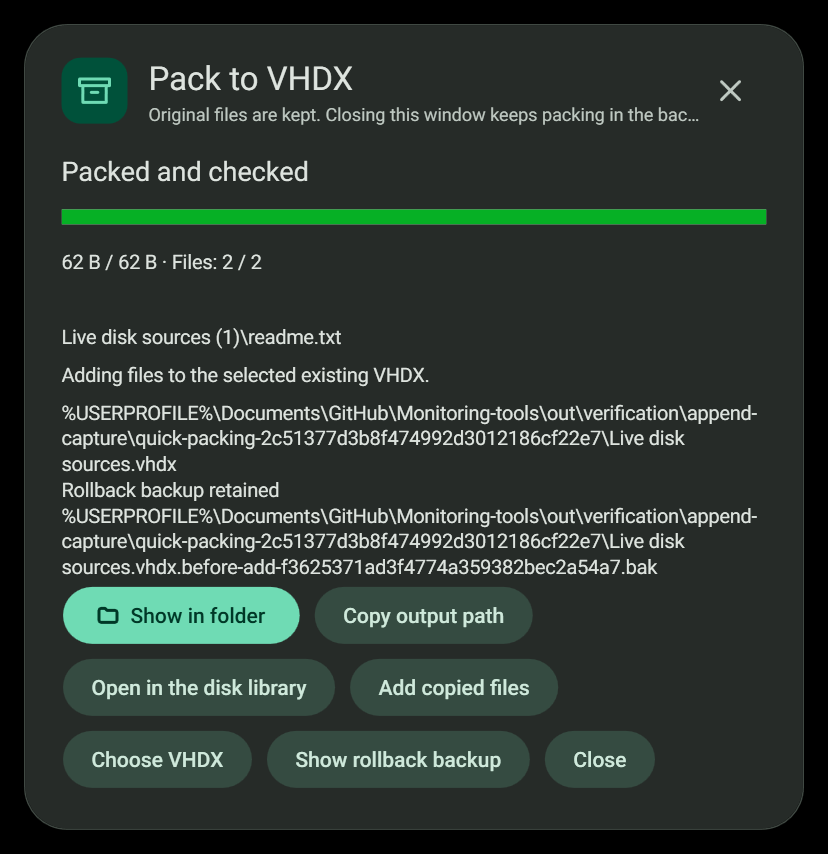 Pack to VHDX
Original files are kept. Closing this window keeps packing in the bac...
Packed and checked
62 B / 62 B · Files: 2 / 2
Live disk sources (1)\readme.txt
Adding files to the selected existing VHDX.
%USERPROFILE%\Documents\GitHub\Monitoring-tools\out\verification\append-
capture\quick-packing-2c51377d3b8f474992d3012186cf22e7\Live disk
sources.vhdx
Rollback backup retained
%USERPROFILE%\Documents\GitHub\Monitoring-tools\out\verification\append-
capture\quick-packing-2c51377d3b8f474992d3012186cf22e7\Live disk
sources.vhdx.before-add-f3625371ad3f4774a359382bec2a54a7.bak
Show in folder
Copy output path
Open in the disk library
Add copied files
Choose VHDX
Show rollback backup
Close